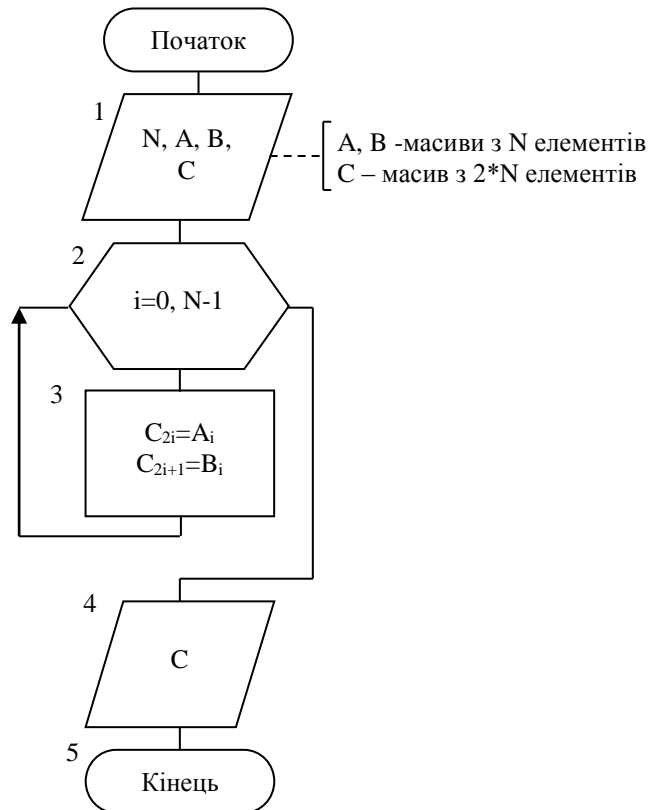 Початок
1
N, A, B,
C
A, B -масиви з N елементів
C – масив з 2*N елементів
2
i=0, N-1
3
C₂ᵢ=Aᵢ
C₂ᵢ₊₁=Bᵢ
4
C
5
Кінець